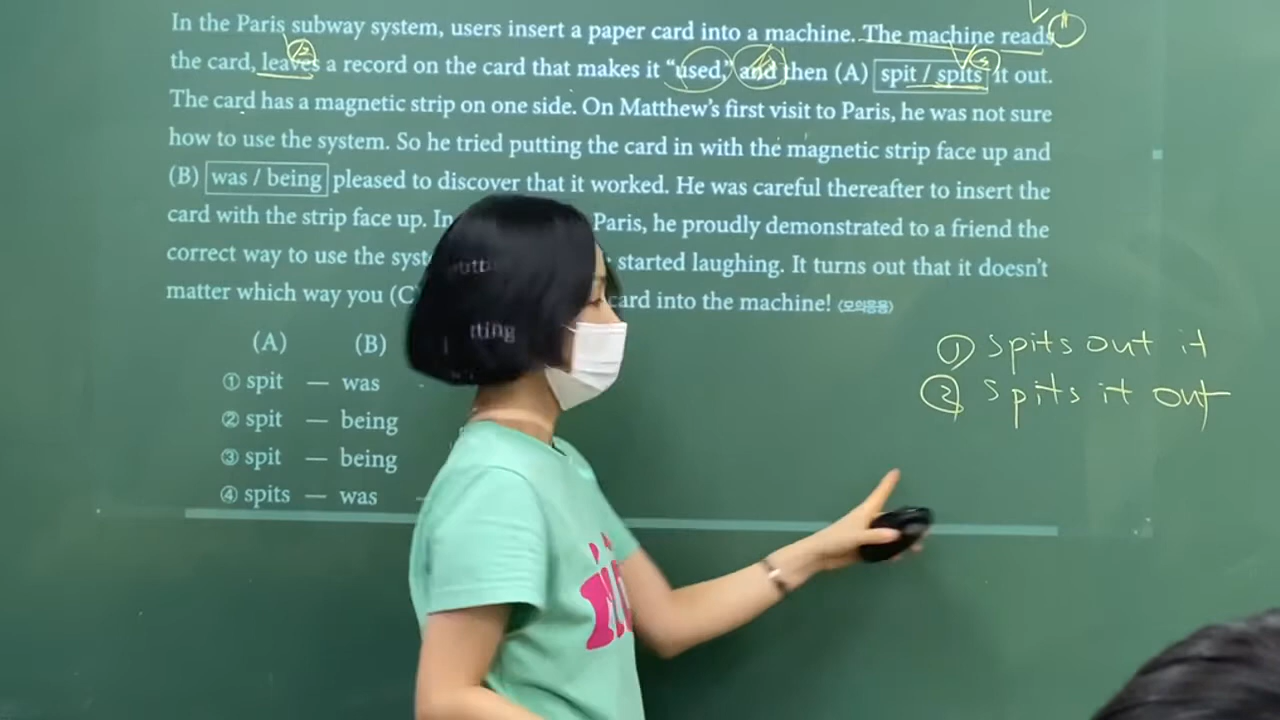 In the Paris subway system, users insert a paper card into a machine. The machine reads
the card, leaves a record on the card that makes it “used,” and then (A) spit / spits it out.
The card has a magnetic strip on one side. On Matthew’s first visit to Paris, he was not sure
how to use the system. So he tried putting the card in with the magnetic strip face up and
(B) was / being pleased to discover that it worked. He was careful thereafter to insert the
card with the strip face up. In Paris, he proudly demonstrated to a friend the
correct way to use the started laughing. It turns out that it doesn’t
matter which way you (C card into the machine! <모의응용>
(A) (B)
① spit — was
② spit — being
③ spit — being
④ spits — was
① spits out it
② spits it out